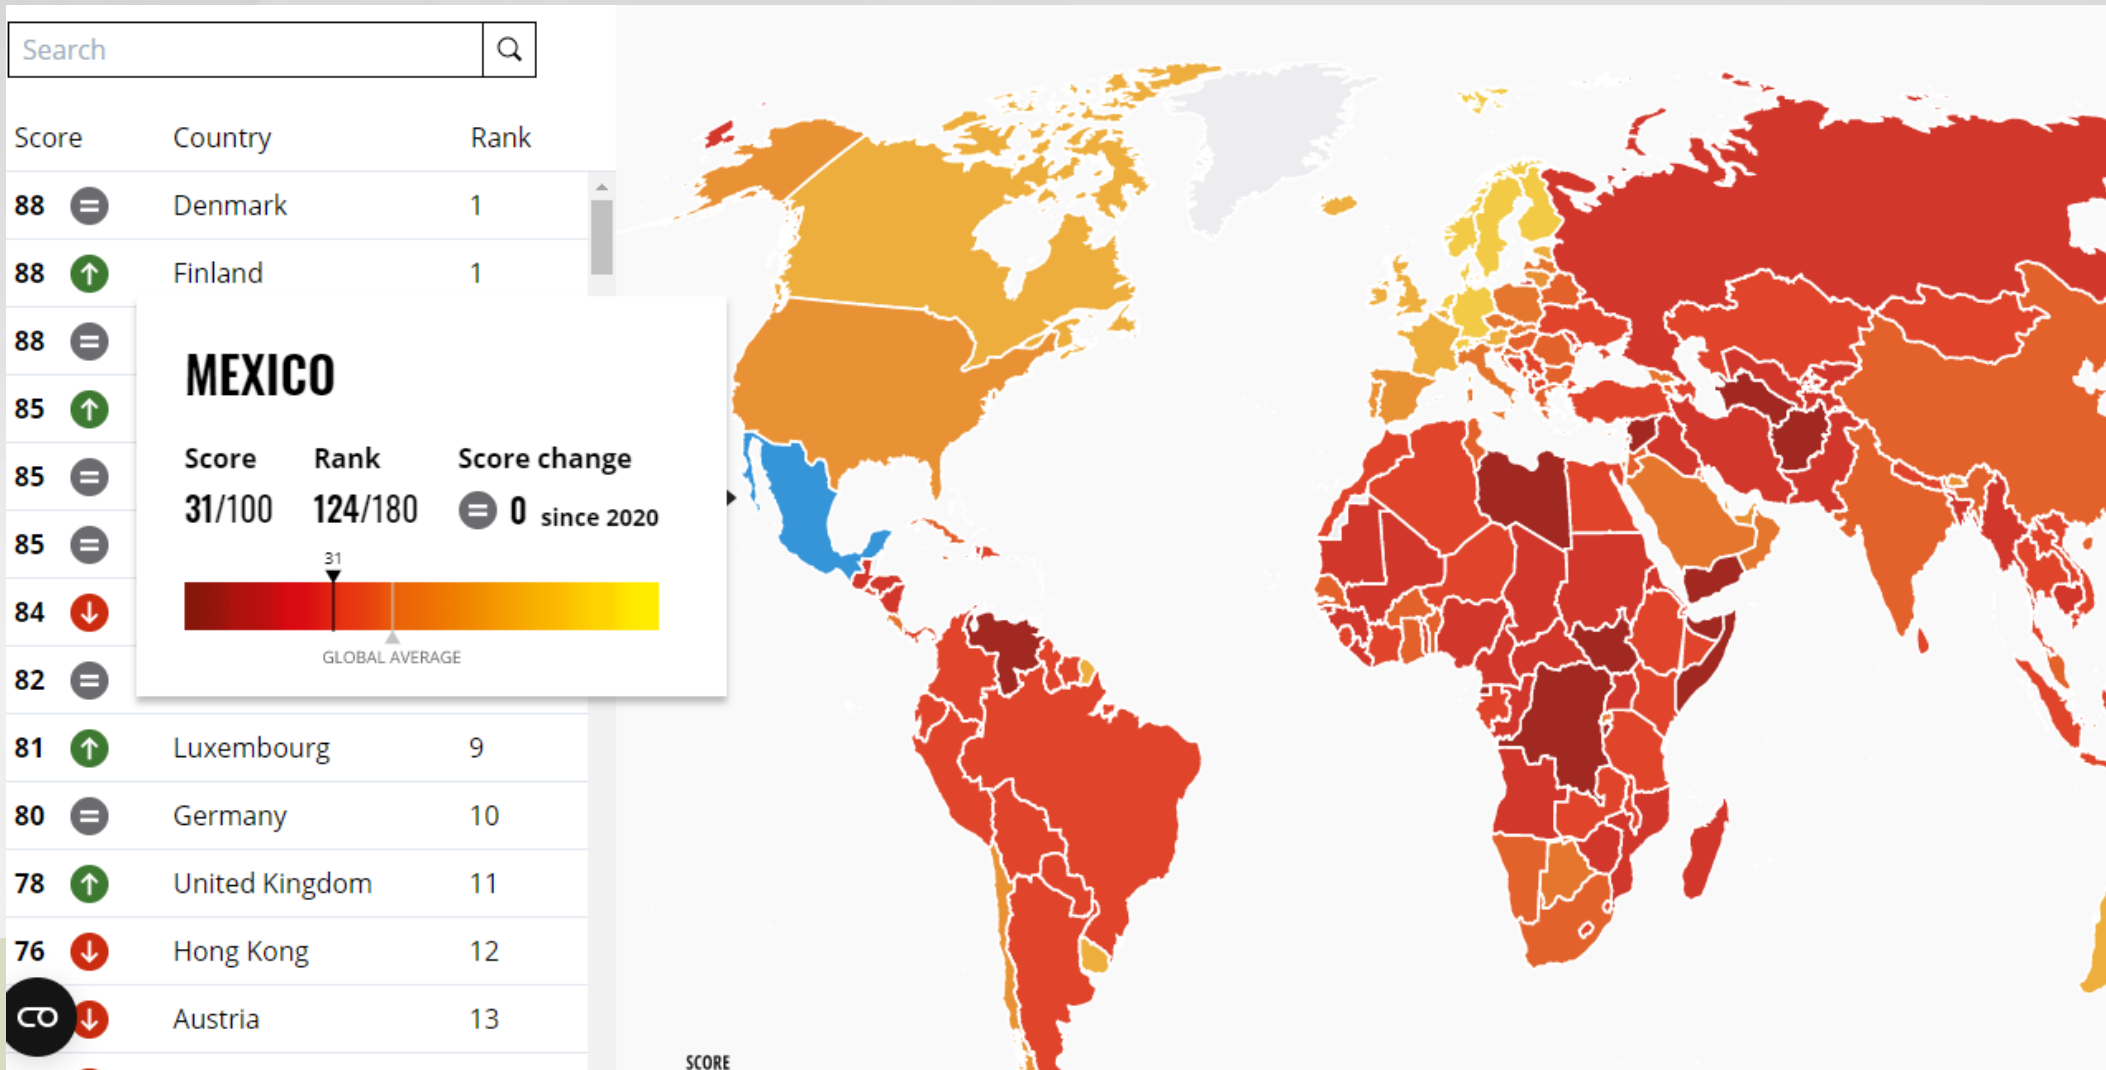 Search
Score Country Rank
88 Denmark 1
88 Finland 1
88
85
85
85
84
82
MEXICO
Score Rank Score change
31/100 124/180 0 since 2020
31
GLOBAL AVERAGE
81 Luxembourg 9
80 Germany 10
78 United Kingdom 11
76 Hong Kong 12
Austria 13
SCORE